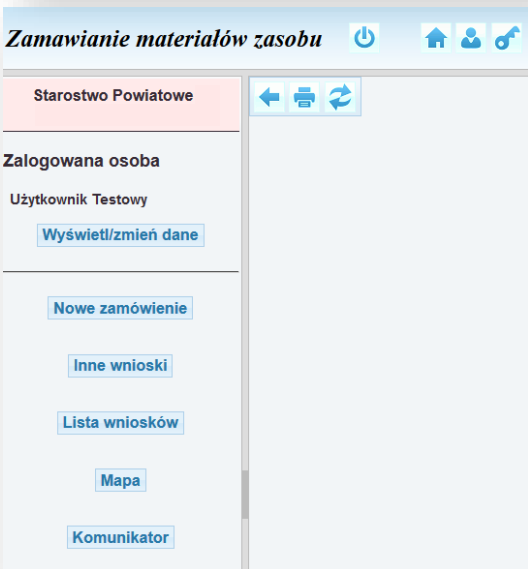 Zamawianie materiałów w zasobu
Starostwo Powiatowe
Zalogowana osoba
Użytkownik Testowy
Wyświetl/zmień dane
Nowe zamówienie
Inne wnioski
Lista wniosków
Mapa
Komunikator